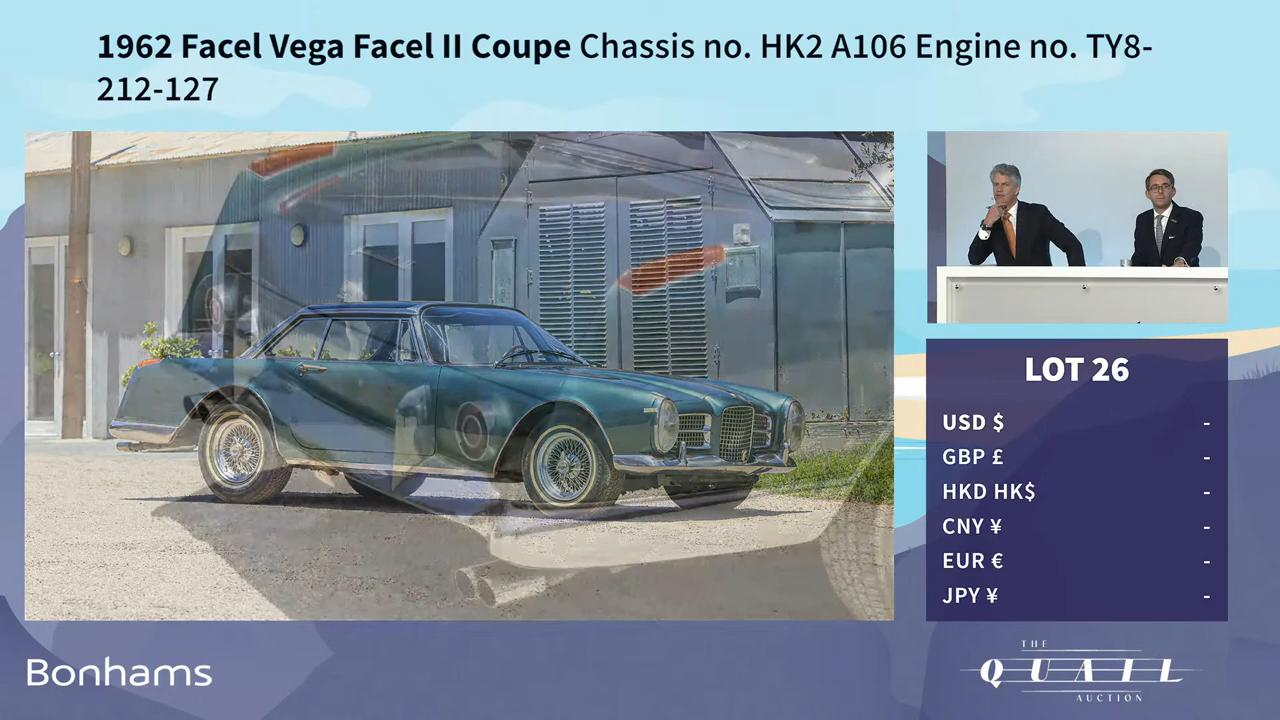 1962 Facel Vega Facel II Coupe Chassis no. HK2 A106 Engine no. TY8-
212-127
LOT 26
USD $ -
GBP £ -
HKD HK$ -
CNY ¥ -
EUR € -
JPY ¥ -
Bonhams
THE
QUAIL
AUCTION